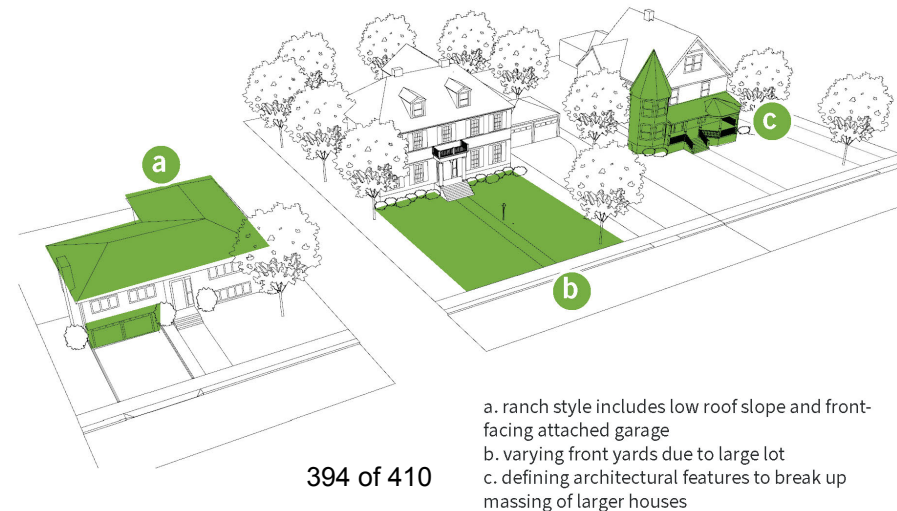 a
c
b
a. ranch style includes low roof slope and front-
facing attached garage
b. varying front yards due to large lot
c. defining architectural features to break up
massing of larger houses
394 of 410